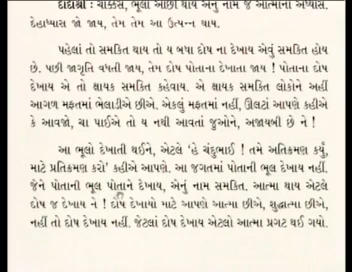 દાદાશ્રી : ચોક્કસ, ભૂલો ઓછી થાય એનું નામ જ આત્માનો અધ્યાસ.
દેહાધ્યાસ જો જાય, તેમ તેમ આ ઉત્પન્ન થાય.
પહેલાં તો સમકિત થાય તો ય બધા દોષ ના દેખાય એવું સમકિત હોય
છે. પછી જાગૃતિ વધતી જાય, તેમ દોષ પોતાના દેખાતા જાય ! પોતાના દોષ
દેખાય એ તો ક્ષાયક સમકિત કહેવાય. એ ક્ષાયક સમકિત લોકોને અહીં
આગળ મફતમાં ભેલાડીએ છીએ. એકલું મફતમાં નહીં, ઊલટાં આપણે કહીએ
કે આવજો, ચા પાઈએ તો ય નથી આવતાં જુઓને, અજાયબી છે ને !
આ ભૂલો દેખાતી થઈને, એટલે 'હે ચંદુભાઈ ! તમે અતિક્રમણ કર્યું,
માટે પ્રતિક્રમણ કરો' કહીએ આપણે. આ જગતમાં પોતાની ભૂલ દેખાય નહીં.
જેને પોતાની ભૂલ પોતાને દેખાય, એનું નામ સમકિત. આત્મા થાય એટલે
દોષ જ દેખાય ને ! દોષ દેખાયો માટે આપણે આત્મા છીએ, શુદ્ધાત્મા છીએ,
નહીં તો દોષ દેખાય નહીં. જેટલાં દોષ દેખાય એટલો આત્મા પ્રગટ થઈ ગયો.